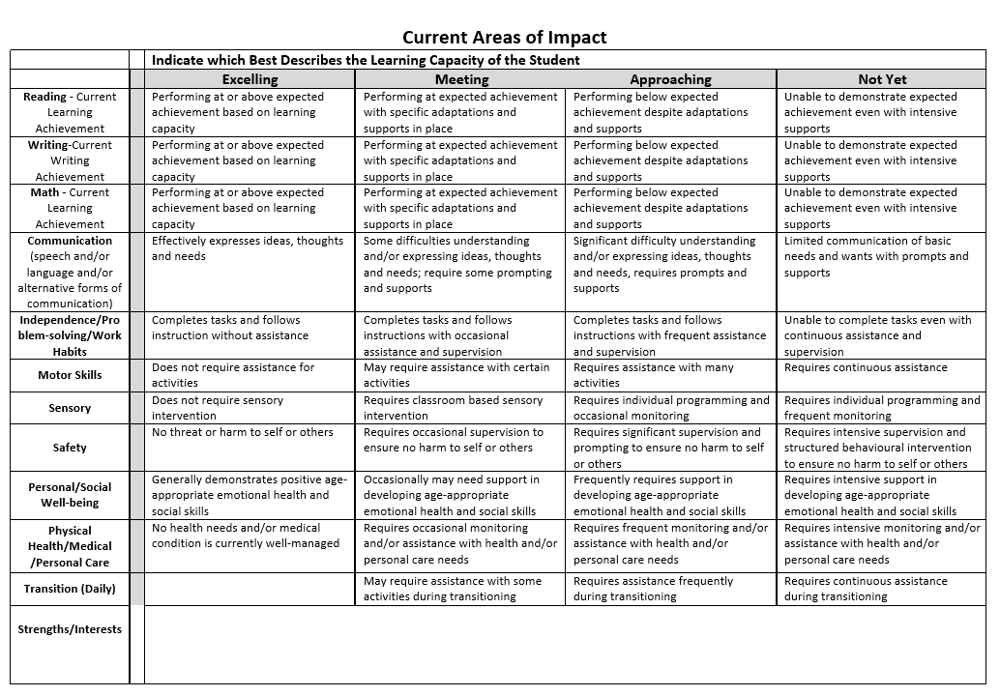 Current Areas of Impact
Indicate which Best Describes the Learning Capacity of the Student
Excelling
Meeting
Approaching
Not Yet
Reading - Current
Learning
Achievement
Performing at or above expected
achievement based on learning
capacity
Performing at expected achievement
with specific adaptations and
supports in place
Performing below expected
achievement despite adaptations
and supports
Unable to demonstrate expected
achievement even with intensive
supports
Writing-Current
Writing
Achievement
Performing at or above expected
achievement based on learning
capacity
Performing at expected achievement
with specific adaptations and
supports in place
Performing below expected
achievement despite adaptations
and supports
Unable to demonstrate expected
achievement even with intensive
supports
Math - Current
Learning
Achievement
Performing at or above expected
achievement based on learning
capacity
Performing at expected achievement
with specific adaptations and
supports in place
Performing below expected
achievement despite adaptations
and supports
Unable to demonstrate expected
achievement even with intensive
supports
Communication
(speech and/or
language and/or
alternative forms of
communication)
Effectively expresses ideas, thoughts
and needs
Some difficulties understanding
and/or expressing ideas, thoughts
and needs; require some prompting
and supports
Significant difficulty understanding
and/or expressing ideas, thoughts
and needs, requires prompts and
supports
Limited communication of basic
needs and wants with prompts and
supports
Independence/Pro
blem-solving/Work
Habits
Completes tasks and follows
instruction without assistance
Completes tasks and follows
instructions with occasional
assistance and supervision
Completes tasks and follows
instructions with frequent assistance
and supervision
Unable to complete tasks even with
continuous assistance and
supervision
Motor Skills
Does not require assistance for
activities
May require assistance with certain
activities
Requires assistance with many
activities
Requires continuous assistance
Sensory
Does not require sensory
intervention
Requires classroom based sensory
intervention
Requires individual programming and
occasional monitoring
Requires individual programming and
frequent monitoring
Safety
No threat or harm to self or others
Requires occasional supervision to
ensure no harm to self or others
Requires significant supervision and
prompting to ensure no harm to self
or others
Requires intensive supervision and
structured behavioural intervention
to ensure no harm to self or others
Personal/Social
Well-being
Generally demonstrates positive age-
appropriate emotional health and
social skills
Occasionally may need support in
developing age-appropriate
emotional health and social skills
Frequently requires support in
developing age-appropriate
emotional health and social skills
Requires intensive support in
developing age-appropriate
emotional health and social skills
Physical
Health/Medical
/Personal Care
No health needs and/or medical
condition is currently well-managed
Requires occasional monitoring
and/or assistance with health and/or
personal care needs
Requires frequent monitoring and/or
assistance with health and/or
personal care needs
Requires intensive monitoring and/or
assistance with health and/or
personal care needs
Transition (Daily)
May require assistance with some
activities during transitioning
Requires assistance frequently
during transitioning
Requires continuous assistance
during transitioning
Strengths/Interests